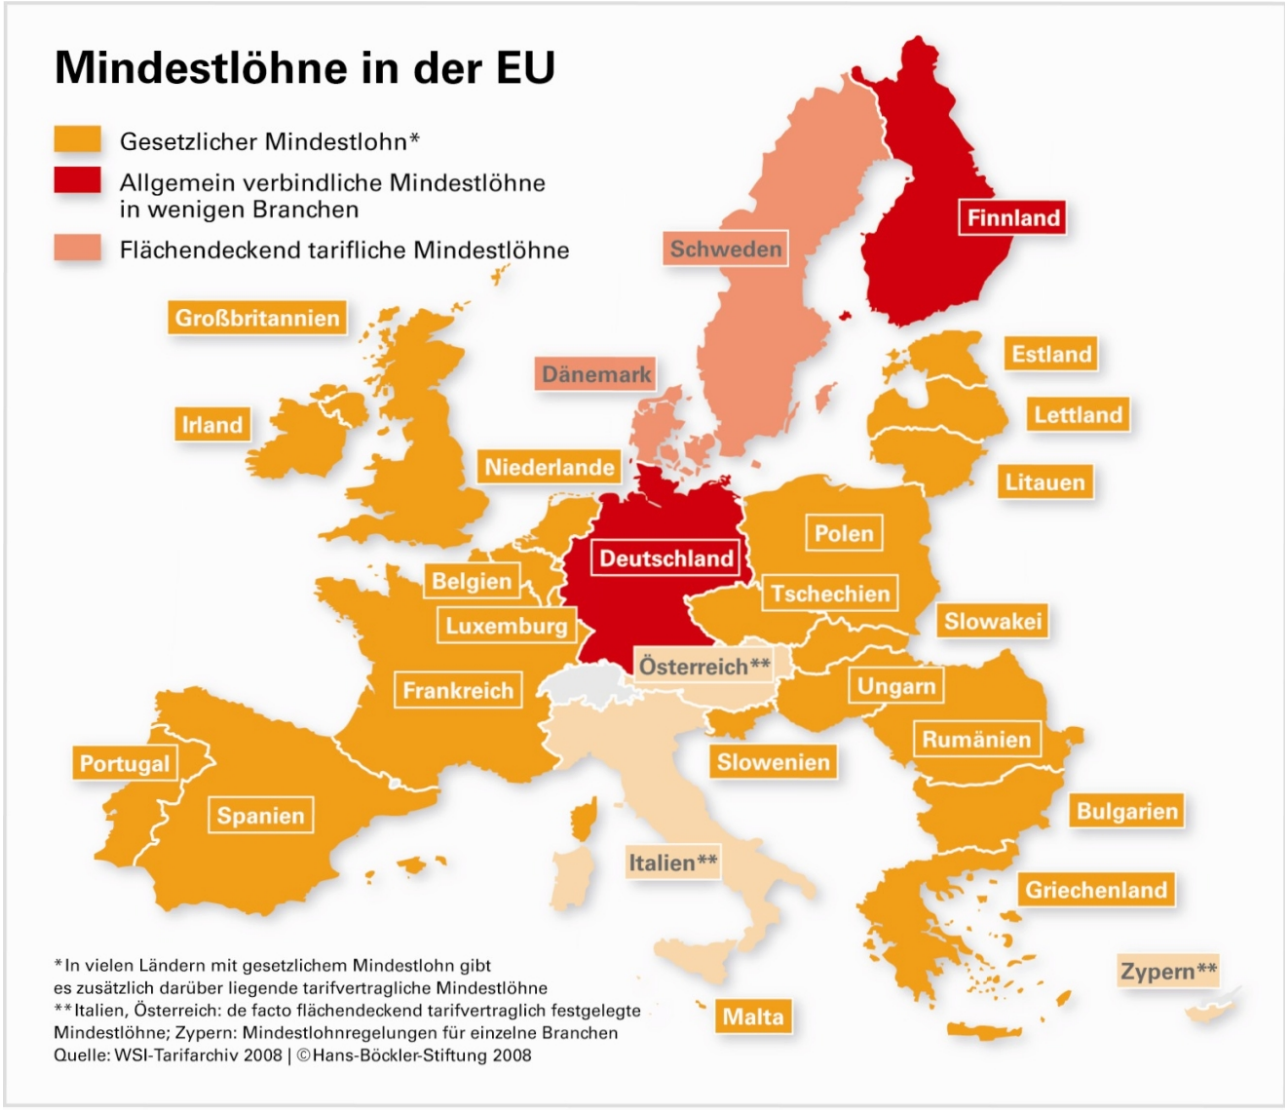 Mindestlöhne in der EU
Gesetzlicher Mindestlohn*
Allgemein verbindliche Mindestlöhne
in wenigen Branchen
Flächendeckend tarifliche Mindestlöhne
Finnland
Schweden
Großbritannien
Estland
Dänemark
Lettland
Irland
Niederlande
Litauen
Polen
Deutschland
Belgien
Tschechien
Luxemburg
Slowakei
Österreich**
Frankreich
Ungarn
Rumänien
Portugal
Slowenien
Spanien
Bulgarien
Italien**
Griechenland
Zypern**
Malta
*In vielen Ländern mit gesetzlichem Mindestlohn gibt
es zusätzlich darüber liegende tarifvertragliche Mindestlöhne
**Italien, Österreich: de facto flächendeckend tarifvertraglich festgelegte
Mindestlöhne; Zypern: Mindestlohnregelungen für einzelne Branchen
Quelle: WSI-Tarifarchiv 2008 | ©Hans-Böckler-Stiftung 2008